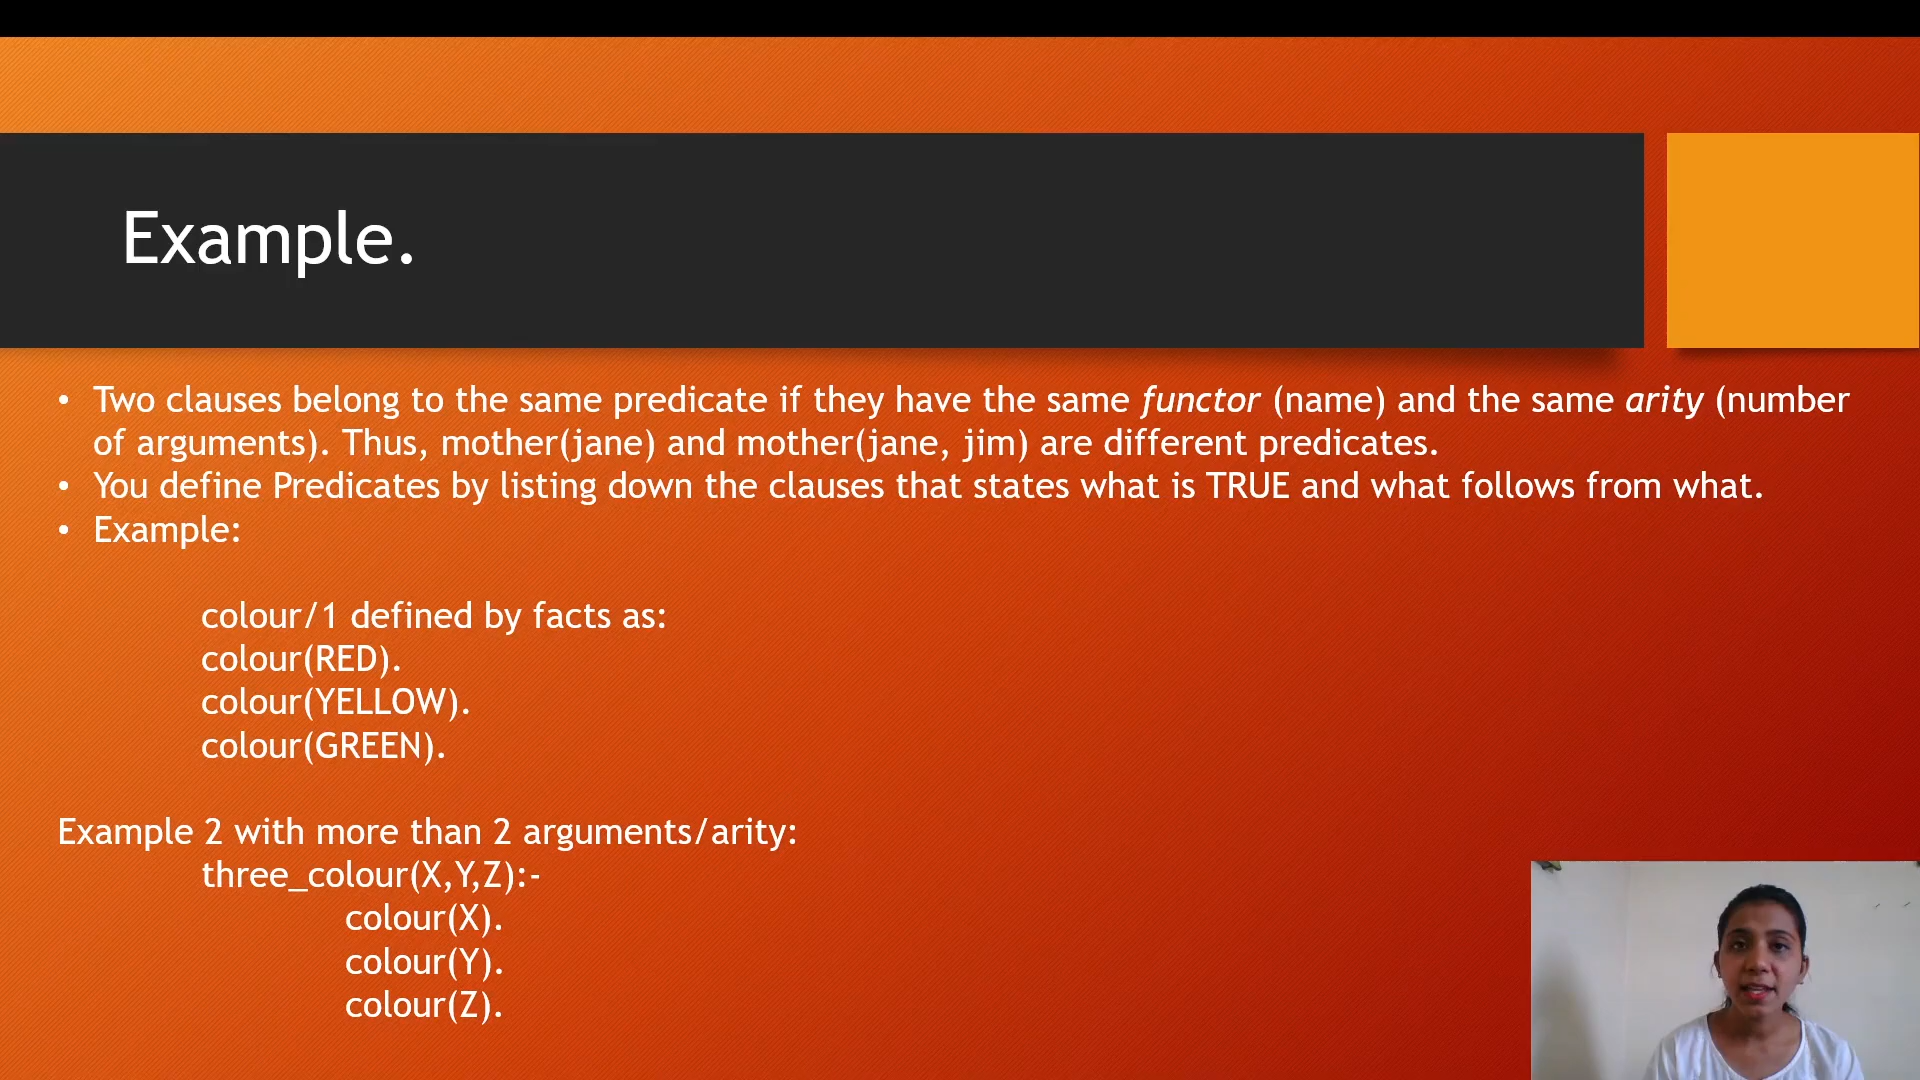 Example.
• Two clauses belong to the same predicate if they have the same functor (name) and the same arity (number
of arguments). Thus, mother(jane) and mother(jane, jim) are different predicates.
• You define Predicates by listing down the clauses that states what is TRUE and what follows from what.
• Example:
colour/1 defined by facts as:
colour(RED).
colour(YELLOW).
colour(GREEN).
Example 2 with more than 2 arguments/arity:
three_colour(X,Y,Z):-
colour(X).
colour(Y).
colour(Z).